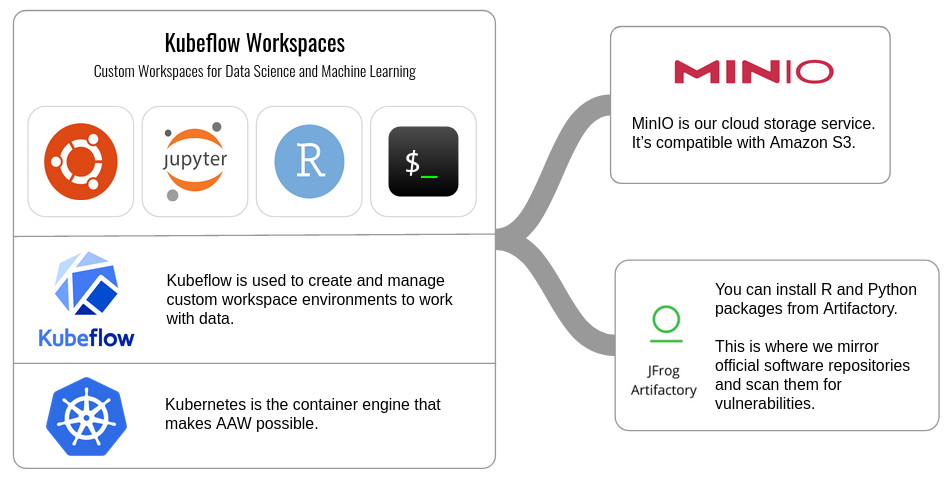 Kubeflow Workspaces
Custom Workspaces for Data Science and Machine Learning
jupyter
R
$_
Kubeflow
Kubeflow is used to create and manage
custom workspace environments to work
with data.
Kubernetes is the container engine that
makes AAW possible.
MINIO
MinIO is our cloud storage service.
It's compatible with Amazon S3.
JFrog
Artifactory
You can install R and Python
packages from Artifactory.
This is where we mirror
official software repositories
and scan them for
vulnerabilities.